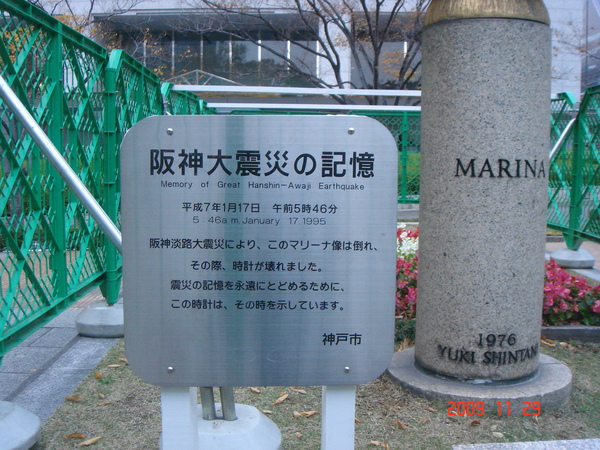 阪神大震災の記憶
Memory of Great Hanshin-Awaji Earthquake
平成7年1月17日 午前5時46分
5 : 46 a.m. January 17 1995
阪神淡路大震災により、このマリーナ像は倒れ、
その際、時計が壊れました。
震災の記憶を永遠にとどめるために、
この時計は、その時を示しています。
神戸市
MARINA
1976
YUKI SHINTANI
2009 11 29